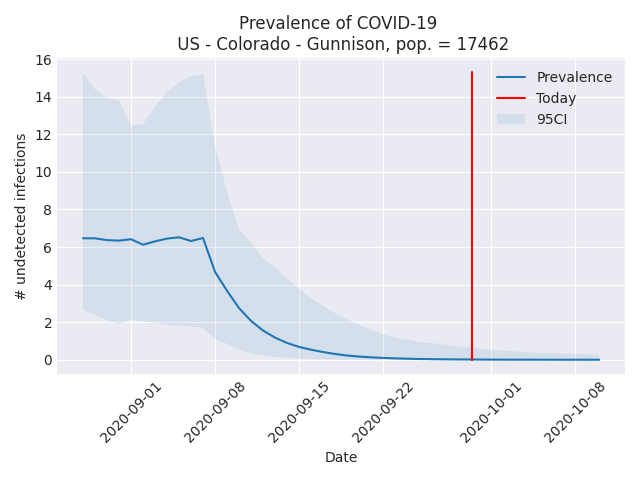 Prevalence of COVID-19
US - Colorado - Gunnison, pop. = 17462
# undetected infections
16
14
12
10
8
6
4
2
0
Prevalence
Today
95CI
2020-09-01
2020-09-08
2020-09-15
2020-09-22
2020-10-01
2020-10-08
Date